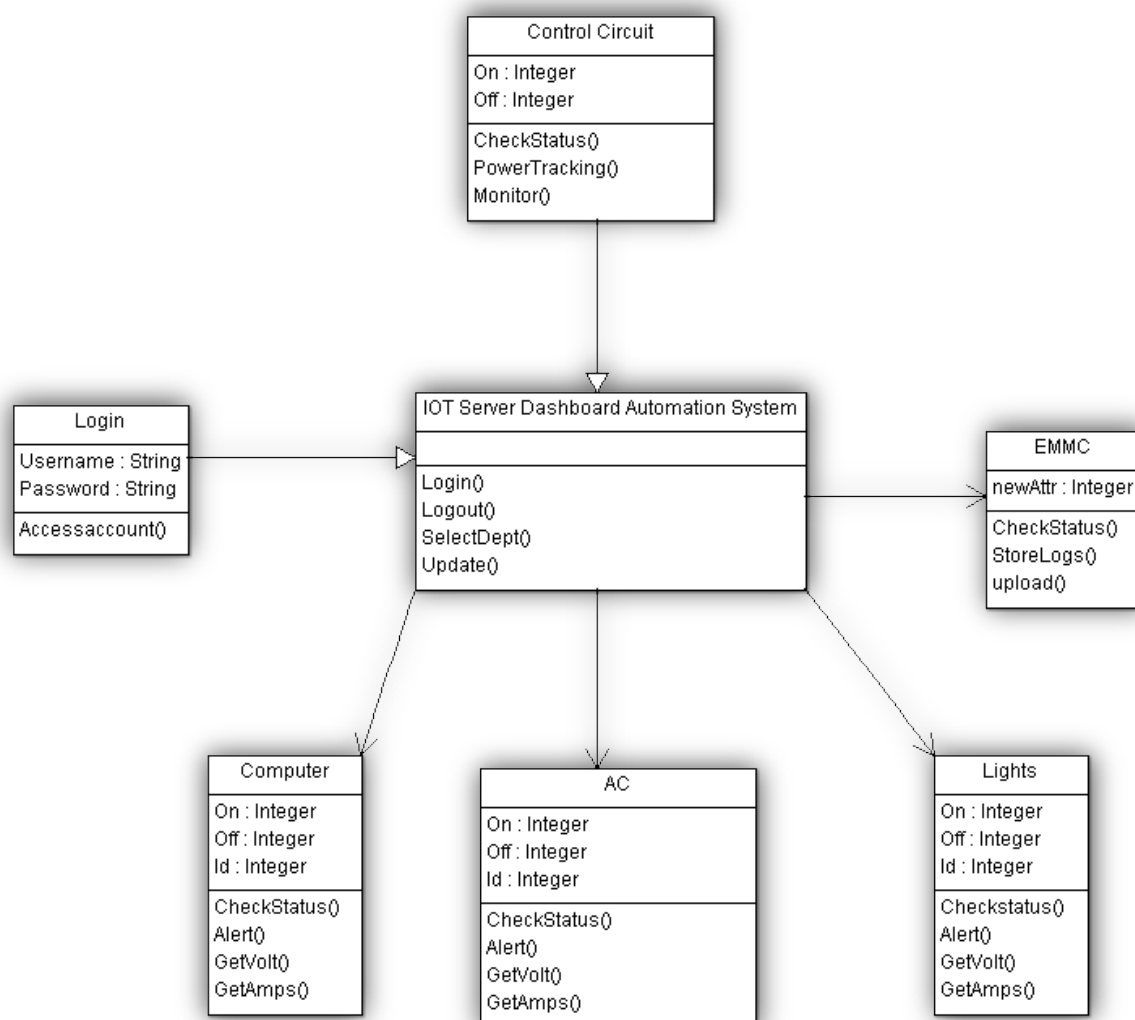 Control Circuit
On : Integer
Off : Integer
CheckStatus()
PowerTracking()
Monitor()
Login
Username : String
Password : String
Accessaccount()
IOT Server Dashboard Automation System
Login()
Logout()
SelectDept()
Update()
EMMC
newAttr : Integer
CheckStatus()
StoreLogs()
upload()
Computer
On : Integer
Off : Integer
Id : Integer
CheckStatus()
Alert()
GetVolt()
GetAmps()
AC
On : Integer
Off : Integer
Id : Integer
CheckStatus()
Alert()
GetVolt()
GetAmps()
Lights
On : Integer
Off : Integer
Id : Integer
Checkstatus()
Alert()
GetVolt()
GetAmps()